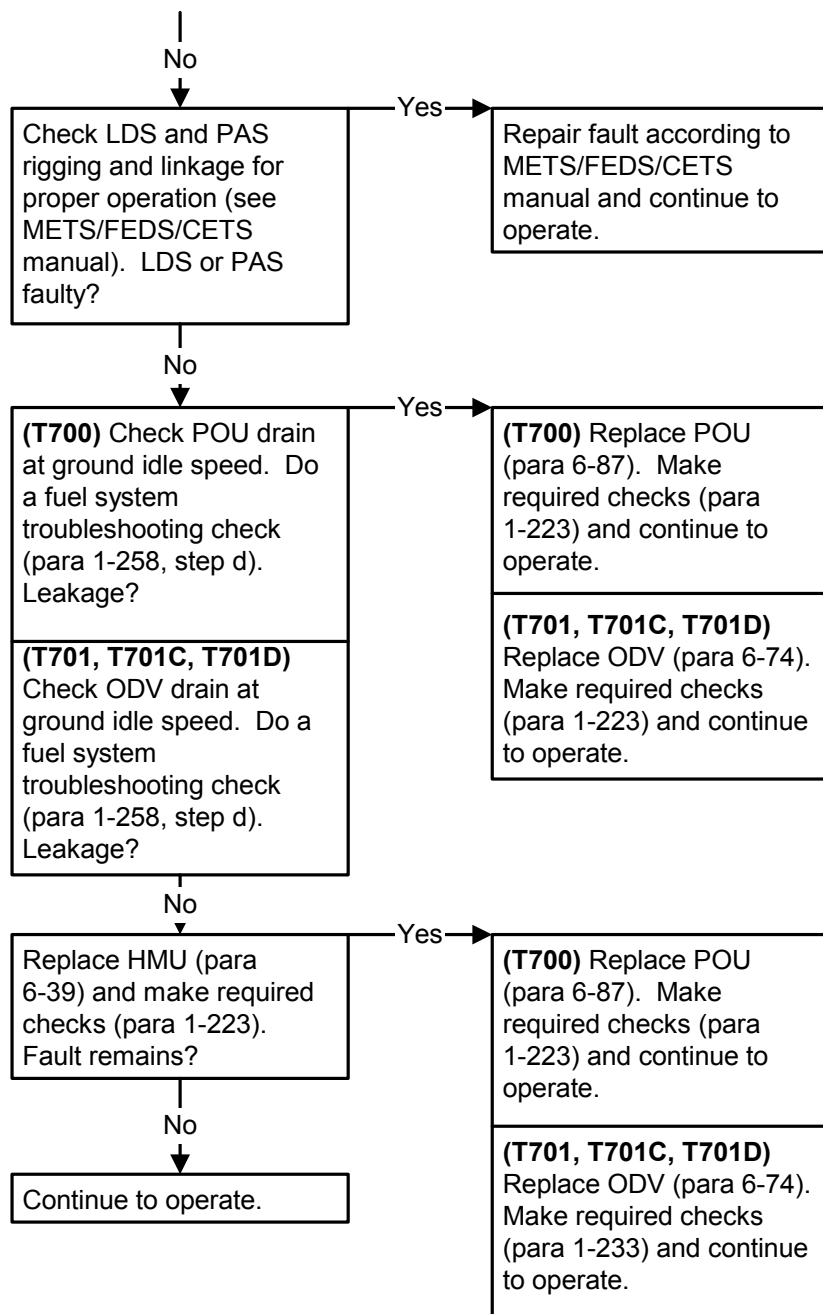 No
Check LDS and PAS
rigging and linkage for
proper operation (see
METS/FEDS/CETS
manual). LDS or PAS
faulty?
Yes
Repair fault according to
METS/FEDS/CETS
manual and continue to
operate.
No
(T700) Check POU drain
at ground idle speed. Do
a fuel system
troubleshooting check
(para 1-258, step d).
Leakage?
(T701, T701C, T701D)
Check ODV drain at
ground idle speed. Do a
fuel system
troubleshooting check
(para 1-258, step d).
Leakage?
Yes
(T700) Replace POU
(para 6-87). Make
required checks (para
1-223) and continue to
operate.
(T701, T701C, T701D)
Replace ODV (para 6-74).
Make required checks
(para 1-223) and continue
to operate.
No
Replace HMU (para
6-39) and make required
checks (para 1-223).
Fault remains?
Yes
(T700) Replace POU
(para 6-87). Make
required checks (para
1-223) and continue to
operate.
(T701, T701C, T701D)
Replace ODV (para 6-74).
Make required checks
(para 1-233) and continue
to operate.
No
Continue to operate.